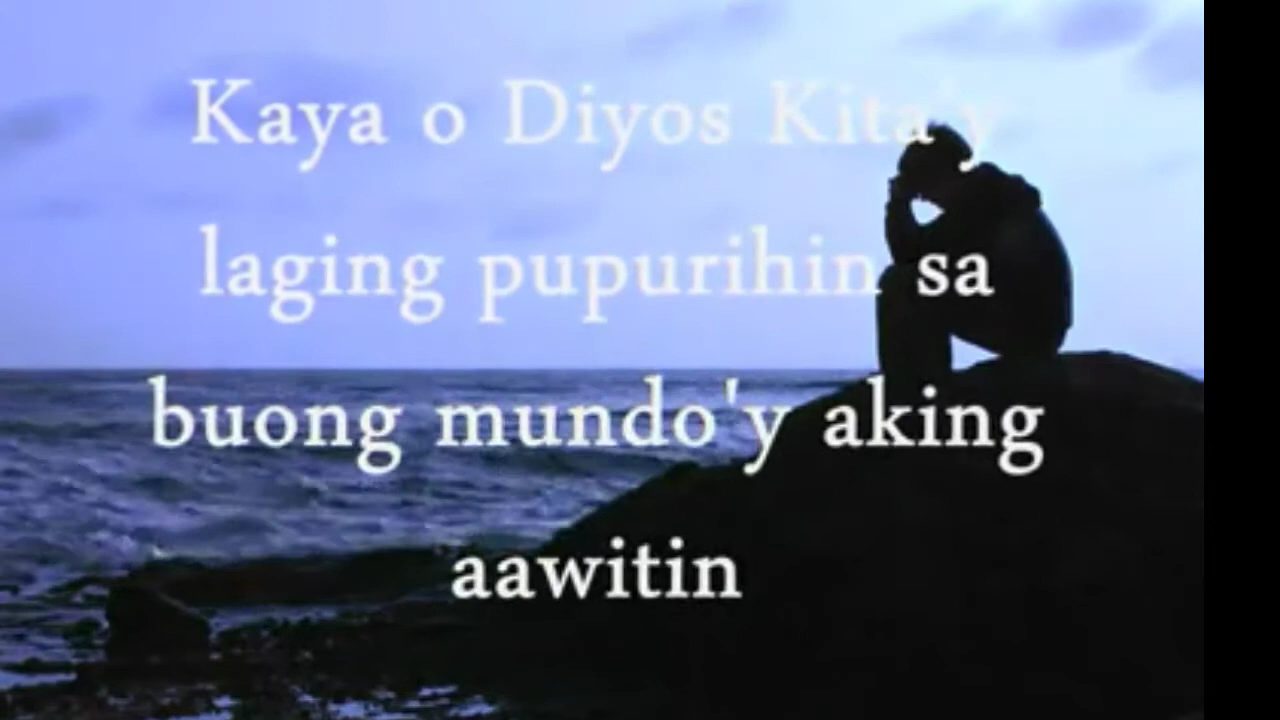 Kaya o Diyos Kita'y
laging pupurihin sa
buong mundo'y aking
aawitin